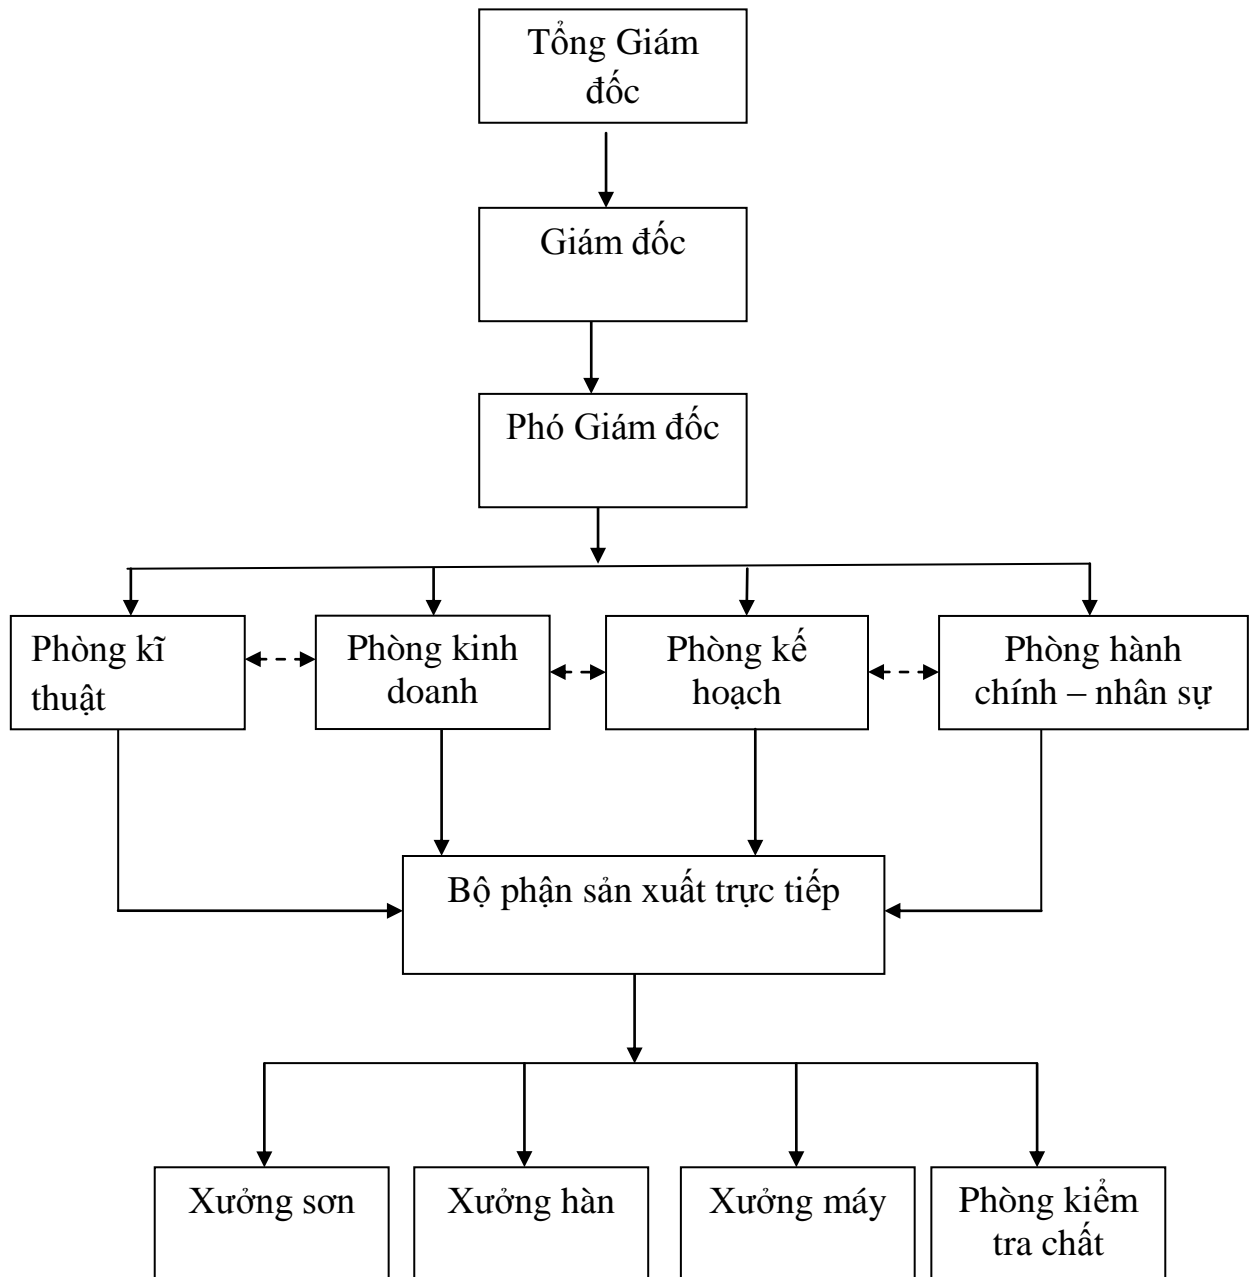 Tổng Giám
đốc
Giám đốc
Phó Giám đốc
Phòng kĩ
thuật
Phòng kinh
doanh
Phòng kế
hoạch
Phòng hành
chính – nhân sự
Bộ phận sản xuất trực tiếp
Xưởng sơn
Xưởng hàn
Xưởng máy
Phòng kiểm
tra chất